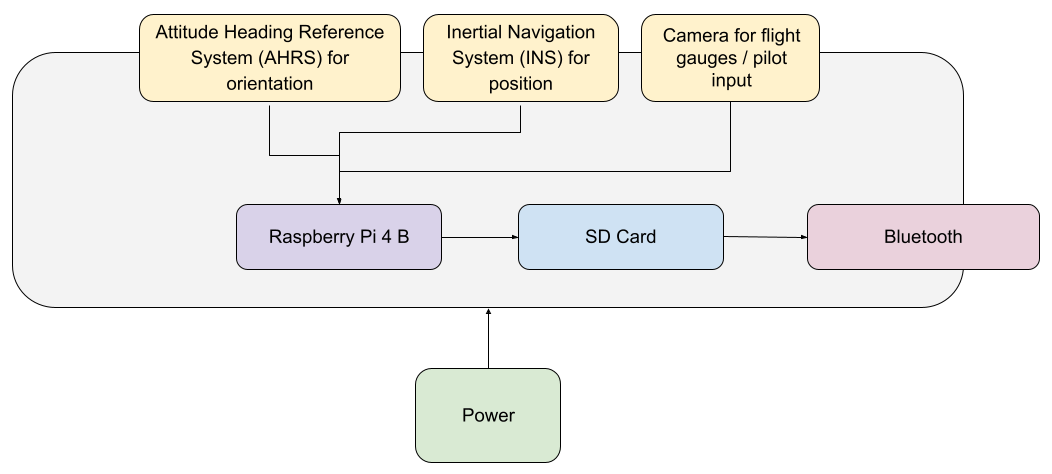 Attitude Heading Reference
System (AHRS) for
orientation
Inertial Navigation
System (INS) for
position
Camera for flight
gauges / pilot
input
Raspberry Pi 4 B
SD Card
Bluetooth
Power